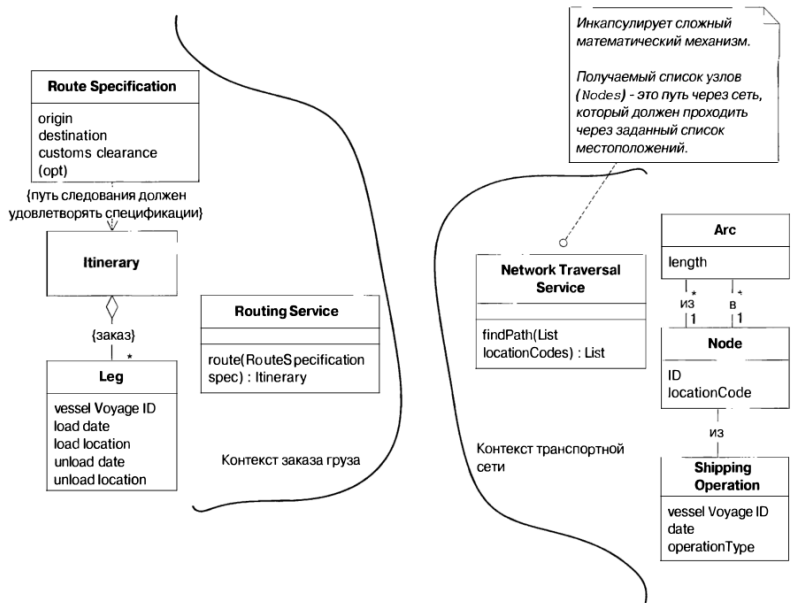 Route Specification
origin
destination
customs clearance
(opt)
{путь следования должен
удовлетворять спецификации}
Itinerary
{заказ}
*
Leg
vessel Voyage ID
load date
load location
unload date
unload location
Routing Service
route(RouteSpecification
spec) : Itinerary
Контекст заказа груза
Инкапсулирует сложный
математический механизм.
Получаемый список узлов
(Nodes) - это путь через сеть,
который должен проходить
через заданный список
местоположений.
Network Traversal
Service
findPath(List
locationCodes) : List
Контекст транспортной
сети
Arc
length
* *
из в
1 1
Node
ID
locationCode
из
Shipping
Operation
vessel Voyage ID
date
operationType